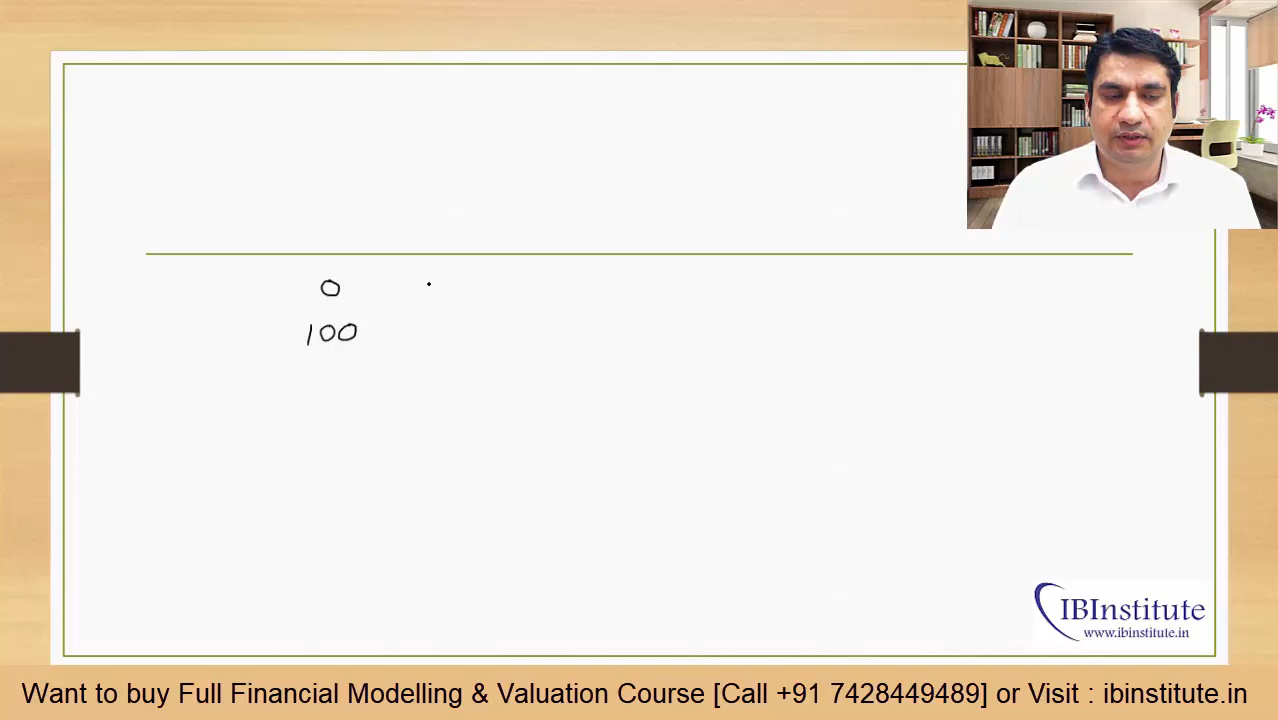 0
100
IBInstitute
www.ibinstitute.in
Want to buy Full Financial Modelling & Valuation Course [Call +91 7428449489] or Visit : ibinstitute.in